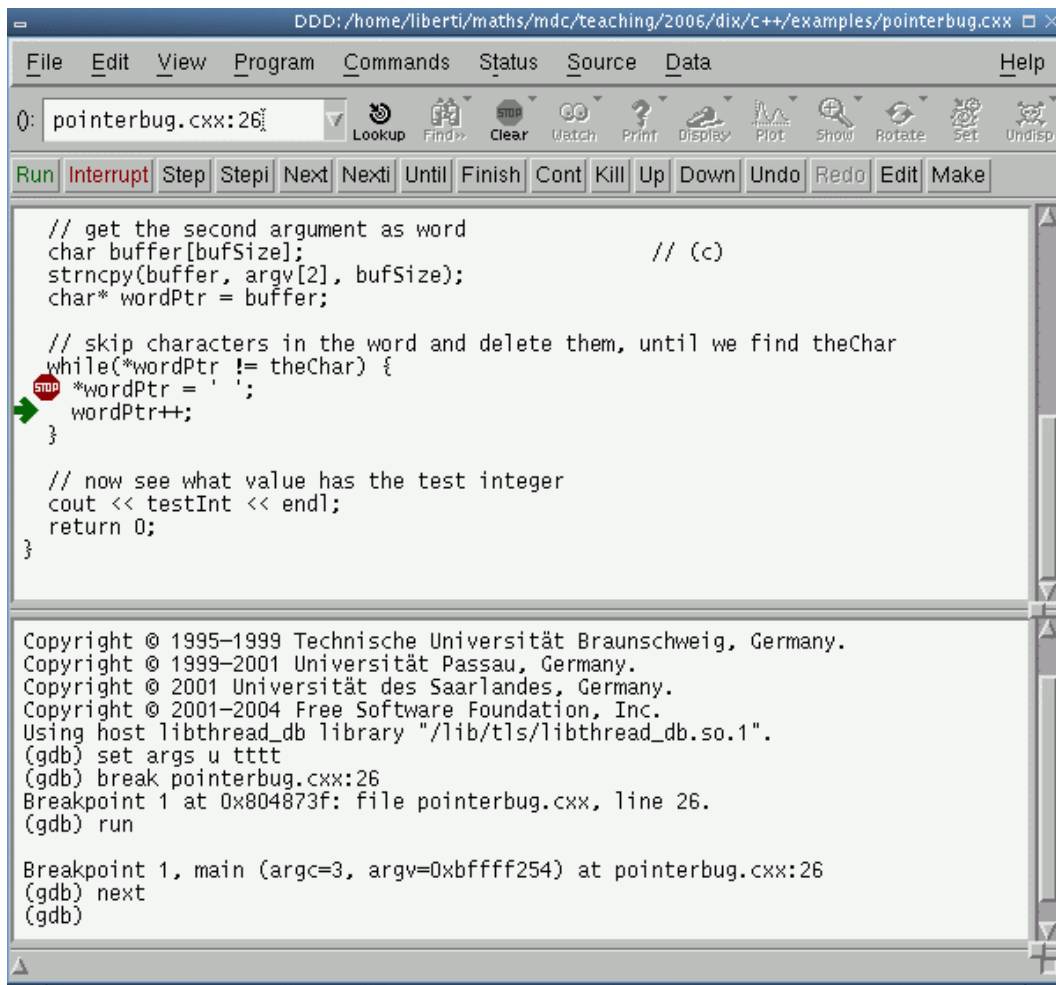 DDD: /home/liberti/maths/mdc/teaching/2006/dix/c++/examples/pointerbug.cxx
File Edit View Program Commands Status Source Data Help
(): pointerbug.cxx:26 Lookup Find» Clear Watch Print Display Plot Show Rotate Set Undisp
Run Interrupt Step Stepi Next Nexti Until Finish Cont Kill Up Down Undo Redo Edit Make
// get the second argument as word
char buffer[bufSize]; // (c)
strncpy(buffer, argv[2], bufSize);
char* wordPtr = buffer;
// skip characters in the word and delete them, until we find theChar
while(*wordPtr != theChar) {
STOP *wordPtr = ' ';
wordPtr++;
}
// now see what value has the test integer
cout << testInt << endl;
return 0;
}
Copyright © 1995–1999 Technische Universität Braunschweig, Germany.
Copyright © 1999–2001 Universität Passau, Germany.
Copyright © 2001 Universität des Saarlandes, Germany.
Copyright © 2001–2004 Free Software Foundation, Inc.
Using host libthread_db library "/lib/tls/libthread_db.so.1".
(gdb) set args u tttt
(gdb) break pointerbug.cxx:26
Breakpoint 1 at 0x804873f: file pointerbug.cxx, line 26.
(gdb) run
Breakpoint 1, main (argc=3, argv=0xbffff254) at pointerbug.cxx:26
(gdb) next
(gdb)